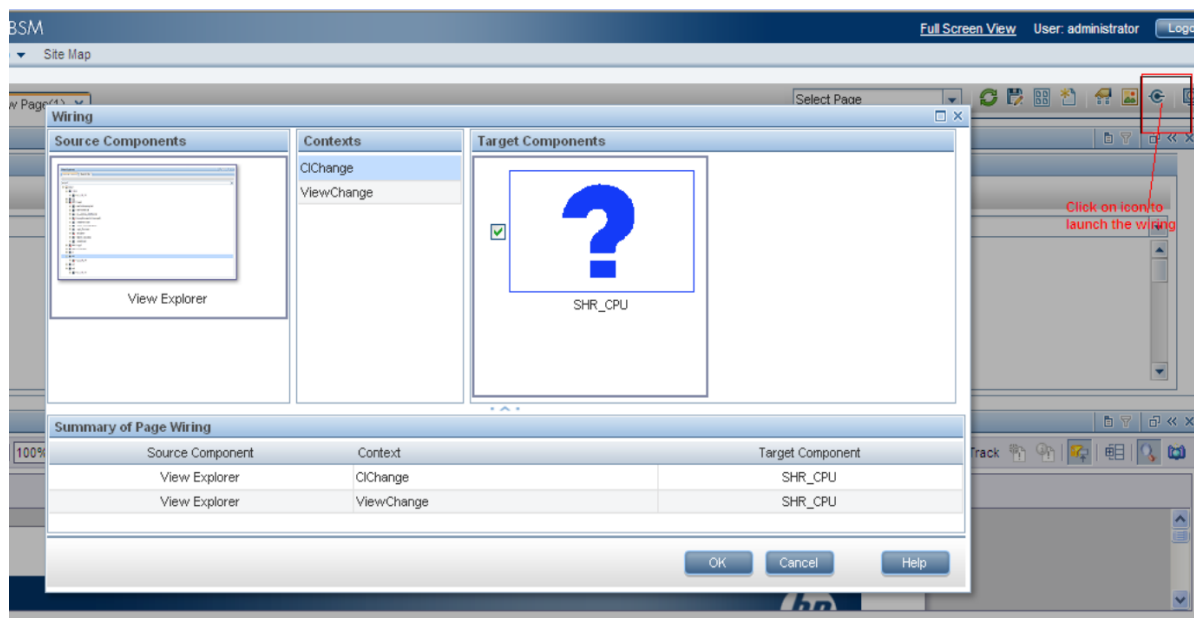 BSM
Full Screen View User: administrator Logo
Site Map
w Page(1) Select Page
Wiring
Source Components Contexts Target Components
CIChange
ViewChange
Click on icon to
launch the wiring
View Explorer
SHR_CPU
Summary of Page Wiring
100% Track
Source Component Context Target Component
View Explorer CIChange SHR_CPU
View Explorer ViewChange SHR_CPU
OK Cancel Help
hp